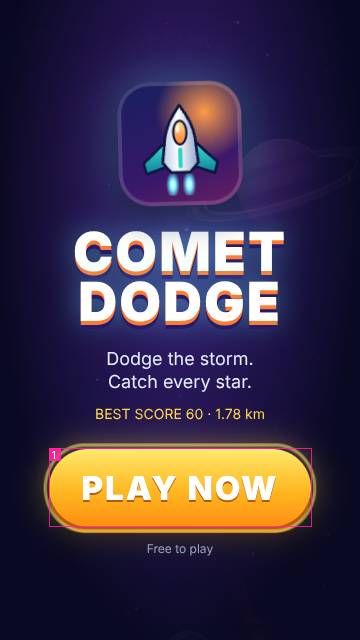 COMET
DODGE
Dodge the storm.
Catch every star.
BEST SCORE 60 · 1.78 km
1
PLAY NOW
Free to play